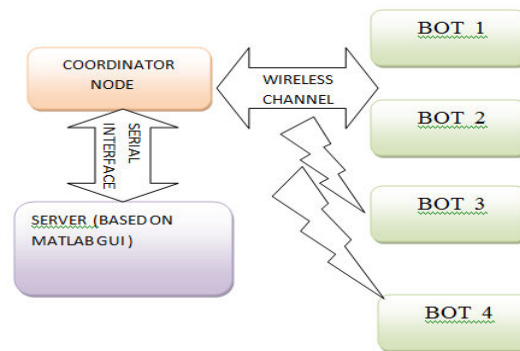 COORDINATOR
NODE
WIRELESS
CHANNEL
SERIAL
INTERFACE
SERVER (BASED ON
MATLAB GUI )
BOT 1
BOT 2
BOT 3
BOT 4